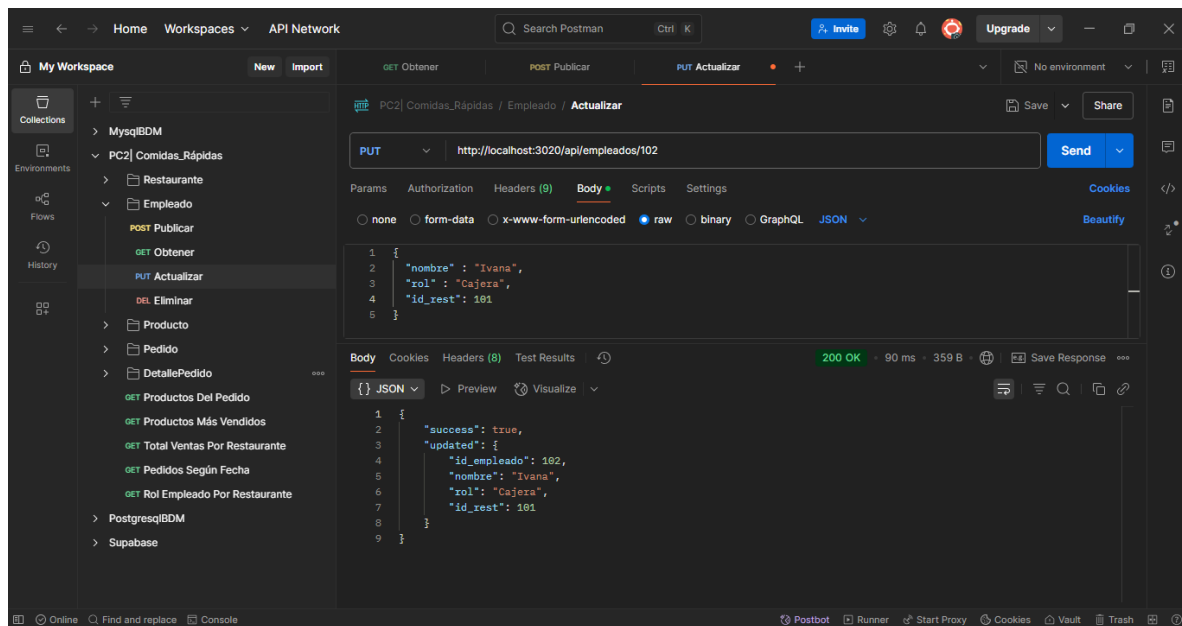 Home Workspaces API Network Search Postman Ctrl K Invite Upgrade
My Workspace New Import GET Obtener POST Publicar PUT Actualizar No environment
Collections
Environments
Flows
History
MysqlBDM
PC2| Comidas_Rápidas
Restaurante
Empleado
POST Publicar
GET Obtener
PUT Actualizar
DEL Eliminar
Producto
Pedido
DetallePedido
GET Productos Del Pedido
GET Productos Más Vendidos
GET Total Ventas Por Restaurante
GET Pedidos Según Fecha
GET Rol Empleado Por Restaurante
PostgresqlBDM
Supabase
HTTP PC2| Comidas_Rápidas / Empleado / Actualizar Save Share
PUT http://localhost:3020/api/empleados/102 Send
Params Authorization Headers (9) Body Scripts Settings Cookies
none form-data x-www-form-urlencoded raw binary GraphQL JSON Beautify
1 {
2 "nombre" : "Ivana",
3 "rol" : "Cajera",
4 "id_rest": 101
5 }
Body Cookies Headers (8) Test Results 200 OK 90 ms 359 B Save Response
{} JSON Preview Visualize
1 {
2 "success": true,
3 "updated": {
4 "id_empleado": 102,
5 "nombre": "Ivana",
6 "rol": "Cajera",
7 "id_rest": 101
8 }
9 }
Online Find and replace Console Postbot Runner Start Proxy Cookies Vault Trash